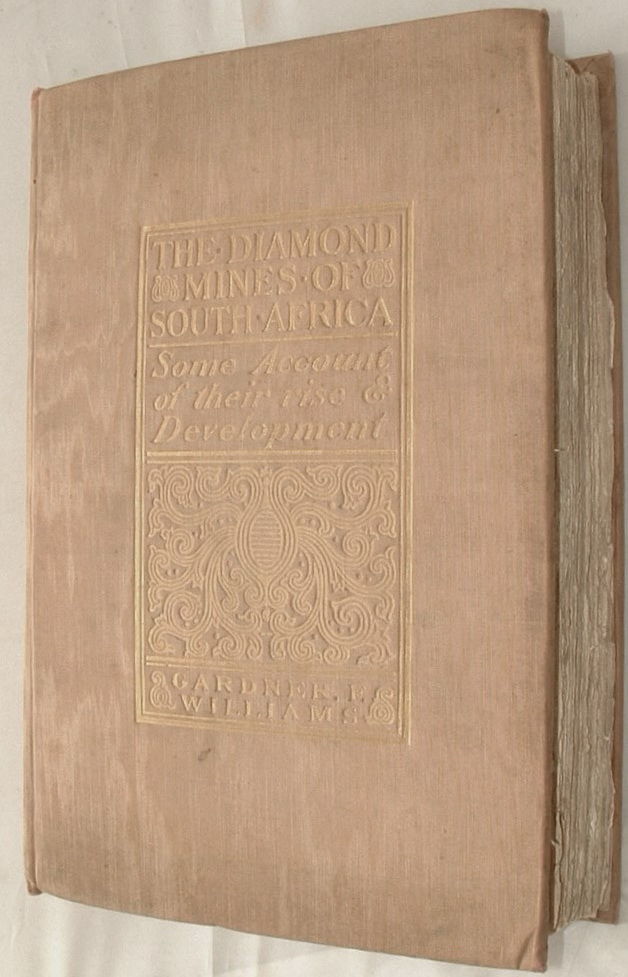 THE·DIAMOND
MINES·OF
SOUTH·AFRICA
Some Account
of their rise &
Development
GARDNER.F.
WILLIAMS